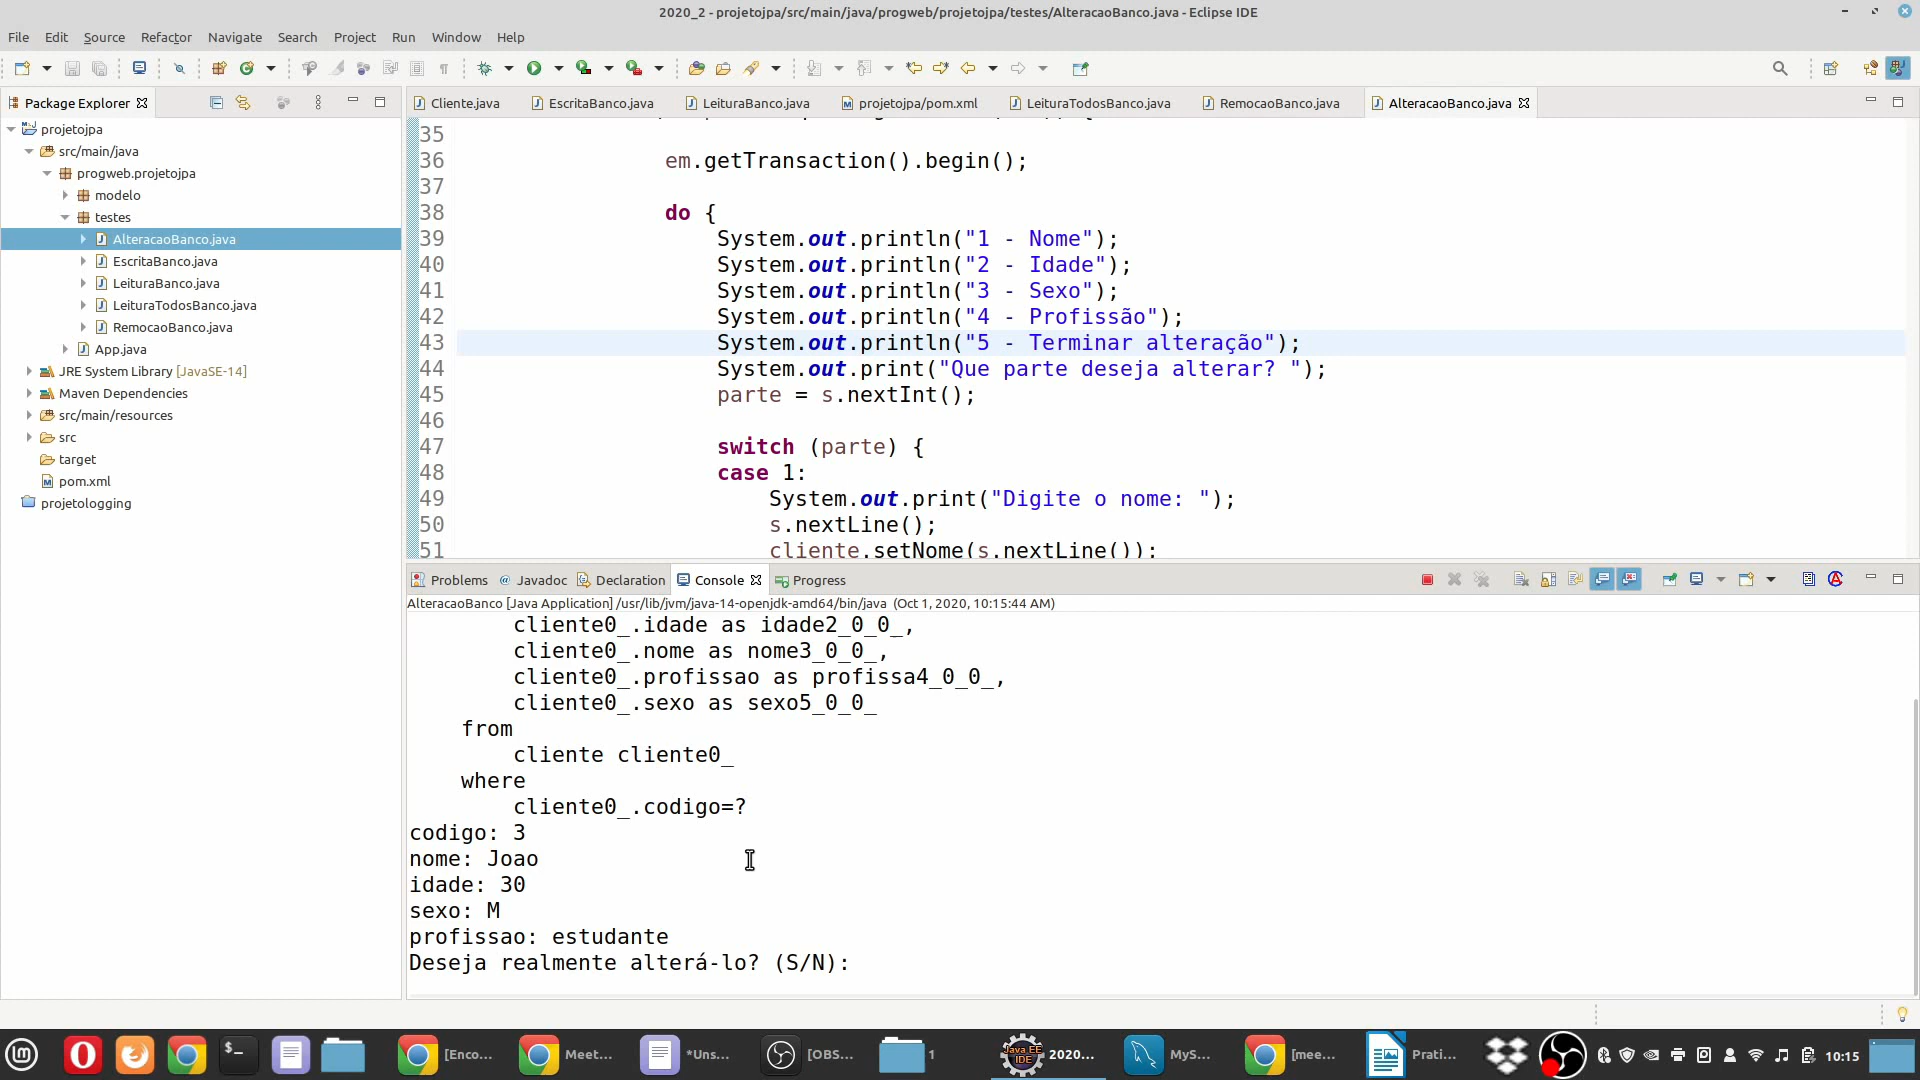 2020_2 - projetojpa/src/main/java/progweb/projetojpa/testes/AlteracaoBanco.java - Eclipse IDE
File Edit Source Refactor Navigate Search Project Run Window Help
Package Explorer
Cliente.java EscritaBanco.java LeituraBanco.java projetojpa/pom.xml LeituraTodosBanco.java RemocaoBanco.java AlteracaoBanco.java
projetojpa
src/main/java
progweb.projetojpa
modelo
testes
AlteracaoBanco.java
EscritaBanco.java
LeituraBanco.java
LeituraTodosBanco.java
RemocaoBanco.java
App.java
JRE System Library [JavaSE-14]
Maven Dependencies
src/main/resources
src
target
pom.xml
projetologging
35
36 em.getTransaction().begin();
37
38 do {
39 System.out.println("1 - Nome");
40 System.out.println("2 - Idade");
41 System.out.println("3 - Sexo");
42 System.out.println("4 - Profissão");
43 System.out.println("5 - Terminar alteração");
44 System.out.print("Que parte deseja alterar? ");
45 parte = s.nextInt();
46
47 switch (parte) {
48 case 1:
49 System.out.print("Digite o nome: ");
50 s.nextLine();
51 cliente.setNome(s.nextLine());
Problems Javadoc Declaration Console Progress
AlteracaoBanco [Java Application] /usr/lib/jvm/java-14-openjdk-amd64/bin/java (Oct 1, 2020, 10:15:44 AM)
cliente0_.idade as idade2_0_0_,
cliente0_.nome as nome3_0_0_,
cliente0_.profissao as profissa4_0_0_,
cliente0_.sexo as sexo5_0_0_
from
cliente cliente0_
where
cliente0_.codigo=?
codigo: 3
nome: Joao
idade: 30
sexo: M
profissao: estudante
Deseja realmente alterá-lo? (S/N):
[Enco... Meet... *Uns... [OBS... 1 Java EE IDE 2020... MyS... [mee... Prati... 10:15